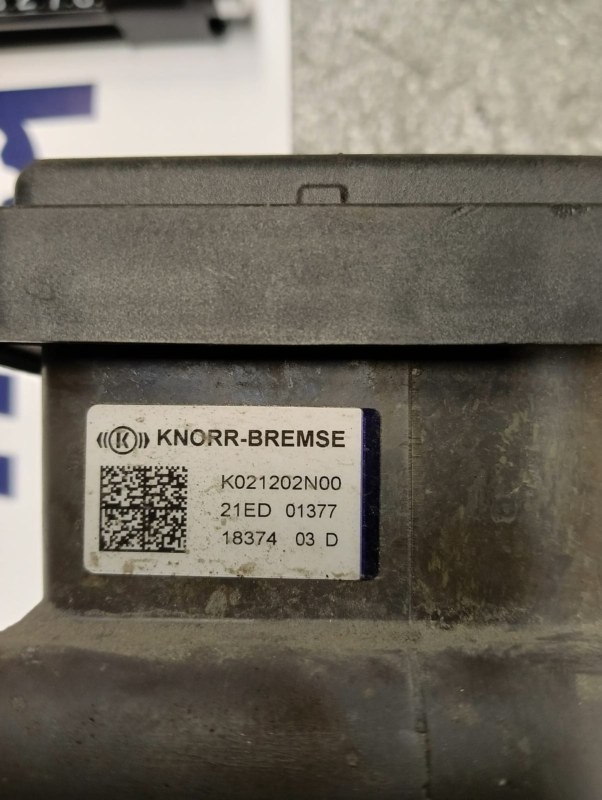 KNORR-BREMSE
K021202N00
21ED 01377
18374 03 D